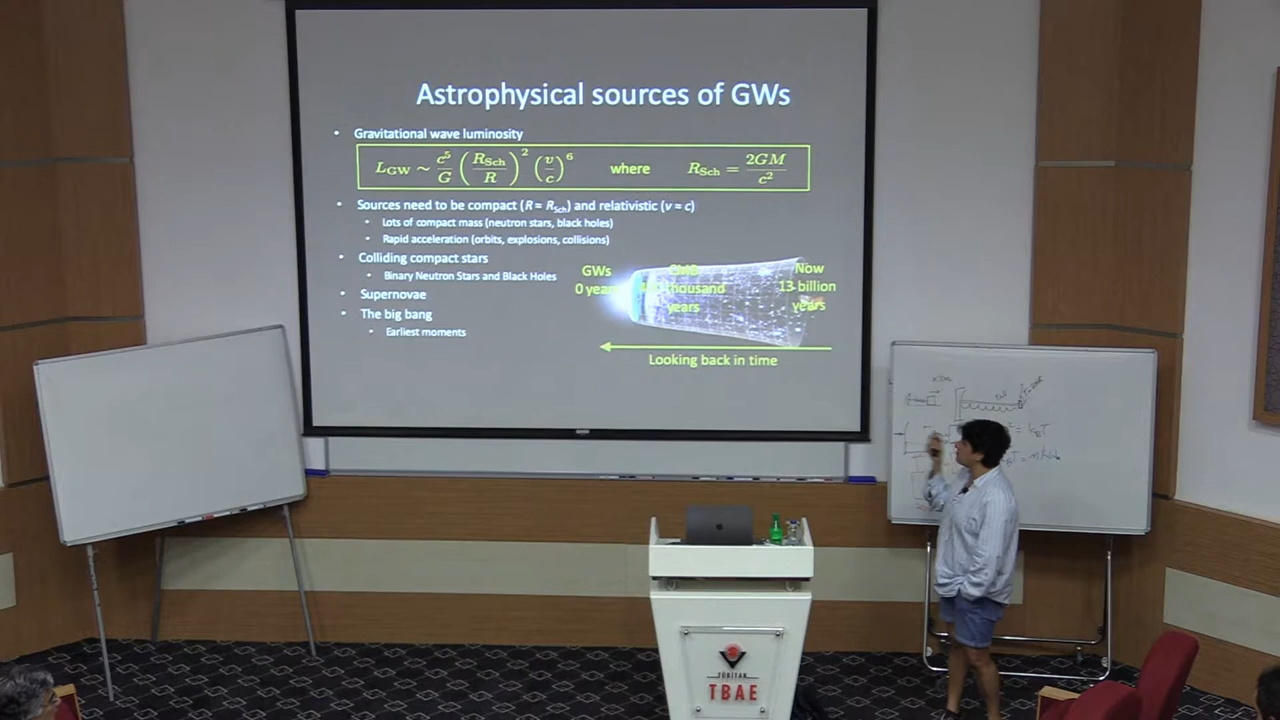 Astrophysical sources of GWs
• Gravitational wave luminosity
L_GW ~ c⁵/G (R_Sch/R)² (v/c)⁶ where R_Sch = 2GM/c²
• Sources need to be compact (R ≈ R_Sch) and relativistic (v ≈ c)
• Lots of compact mass (neutron stars, black holes)
• Rapid acceleration (orbits, explosions, collisions)
• Colliding compact stars
• Binary Neutron Stars and Black Holes
• Supernovae
• The big bang
• Earliest moments
GWs
0 years
thousand
years
Now
13 billion
years
Looking back in time
= k_B T
TÜBİTAK
TBAE